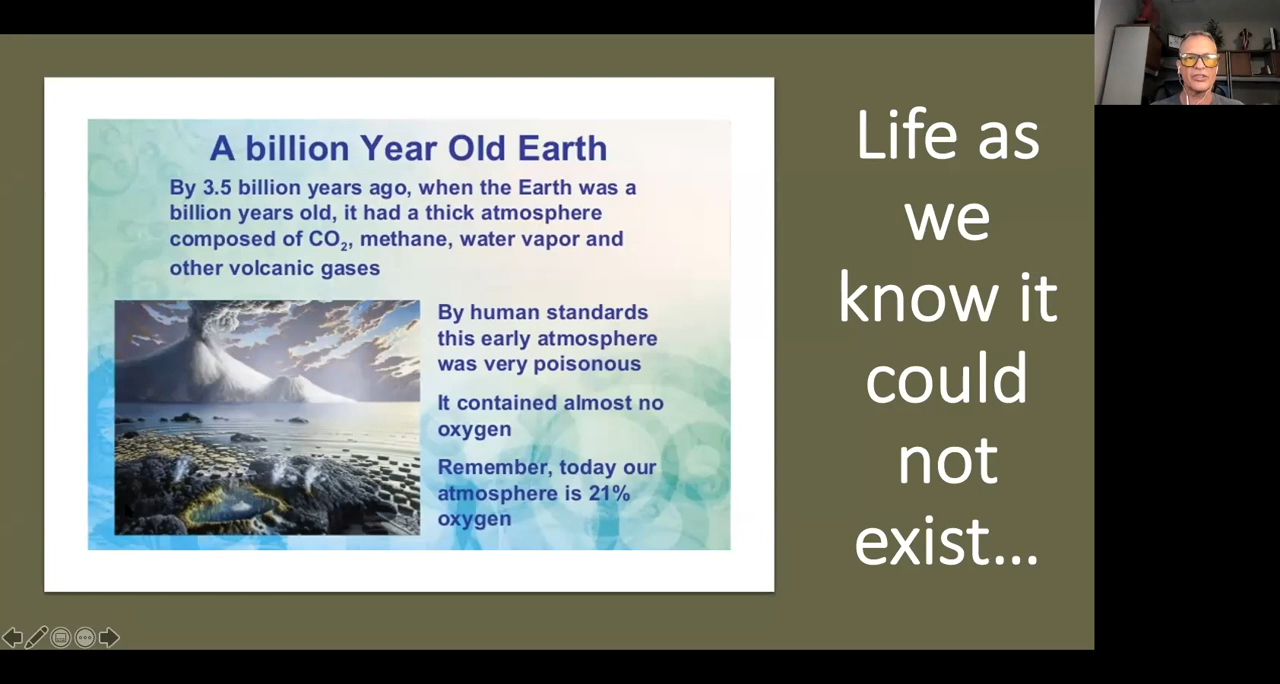 A billion Year Old Earth
By 3.5 billion years ago, when the Earth was a
billion years old, it had a thick atmosphere
composed of CO₂, methane, water vapor and
other volcanic gases
By human standards
this early atmosphere
was very poisonous
It contained almost no
oxygen
Remember, today our
atmosphere is 21%
oxygen
Life as
we
know it
could
not
exist...